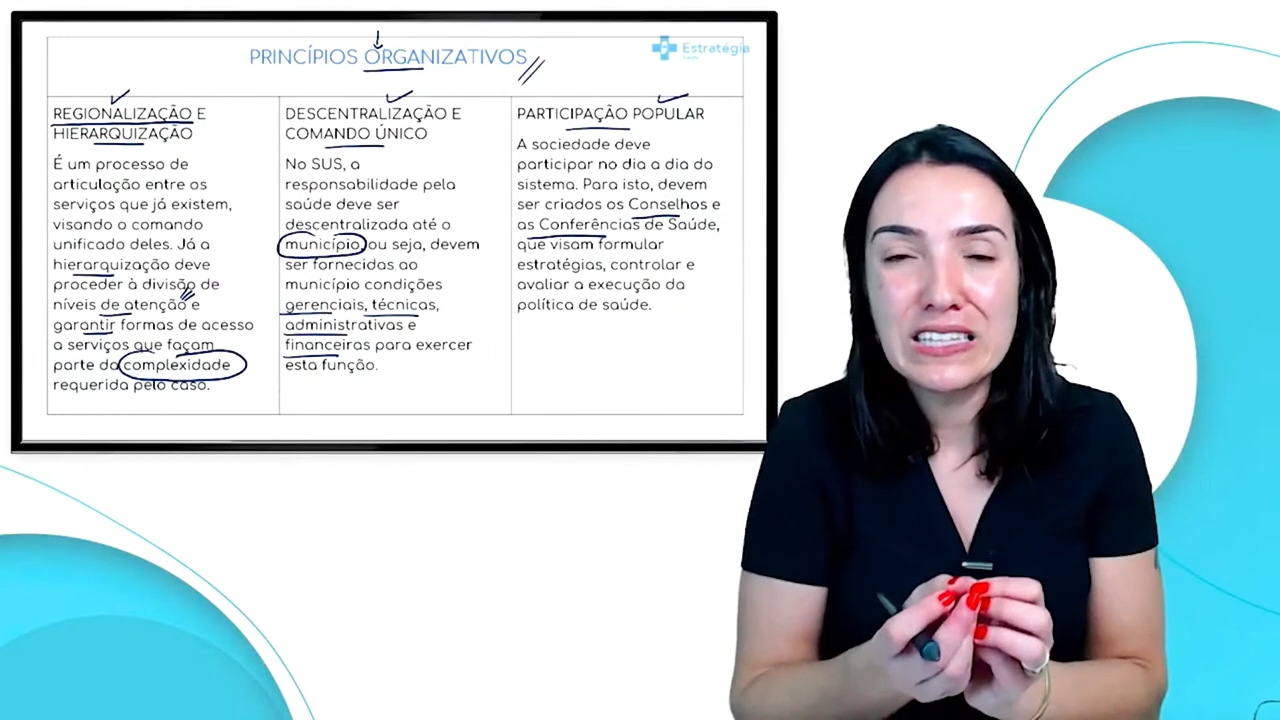 PRINCÍPIOS ORGANIZATIVOS
Estratégia
Saúde
REGIONALIZAÇÃO E
HIERARQUIZAÇÃO
É um processo de
articulação entre os
serviços que já existem,
visando o comando
unificado deles. Já a
hierarquização deve
proceder à divisão de
níveis de atenção e
garantir formas de acesso
a serviços que façam
parte da complexidade
requerida pelo caso.
DESCENTRALIZAÇÃO E
COMANDO ÚNICO
No SUS, a
responsabilidade pela
saúde deve ser
descentralizada até o
município, ou seja, devem
ser fornecidas ao
município condições
gerenciais, técnicas,
administrativas e
financeiras para exercer
esta função.
PARTICIPAÇÃO POPULAR
A sociedade deve
participar no dia a dia do
sistema. Para isto, devem
ser criados os Conselhos e
as Conferências de Saúde,
que visam formular
estratégias, controlar e
avaliar a execução da
política de saúde.